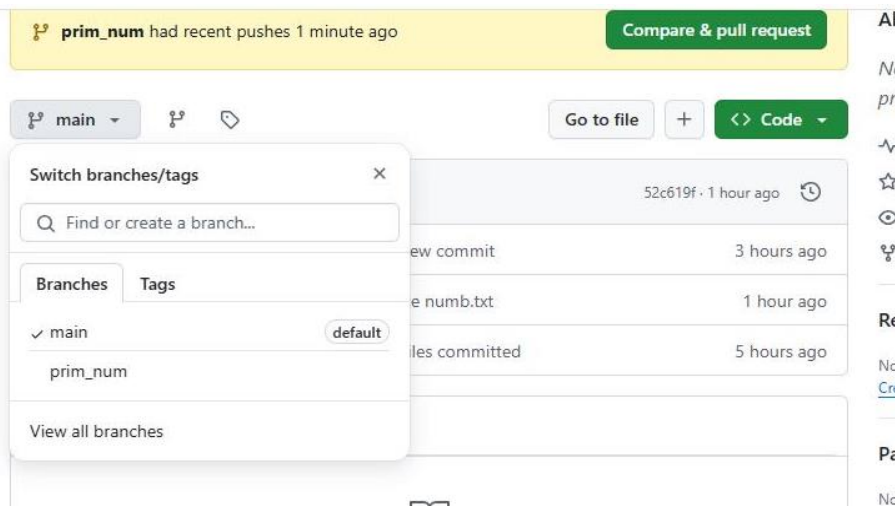 prim_num had recent pushes 1 minute ago
Compare & pull request
main
Go to file
Code
Switch branches/tags
52c619f · 1 hour ago
Find or create a branch...
ew commit
3 hours ago
Branches
Tags
e numb.txt
1 hour ago
main
default
iles committed
5 hours ago
prim_num
View all branches
Cr